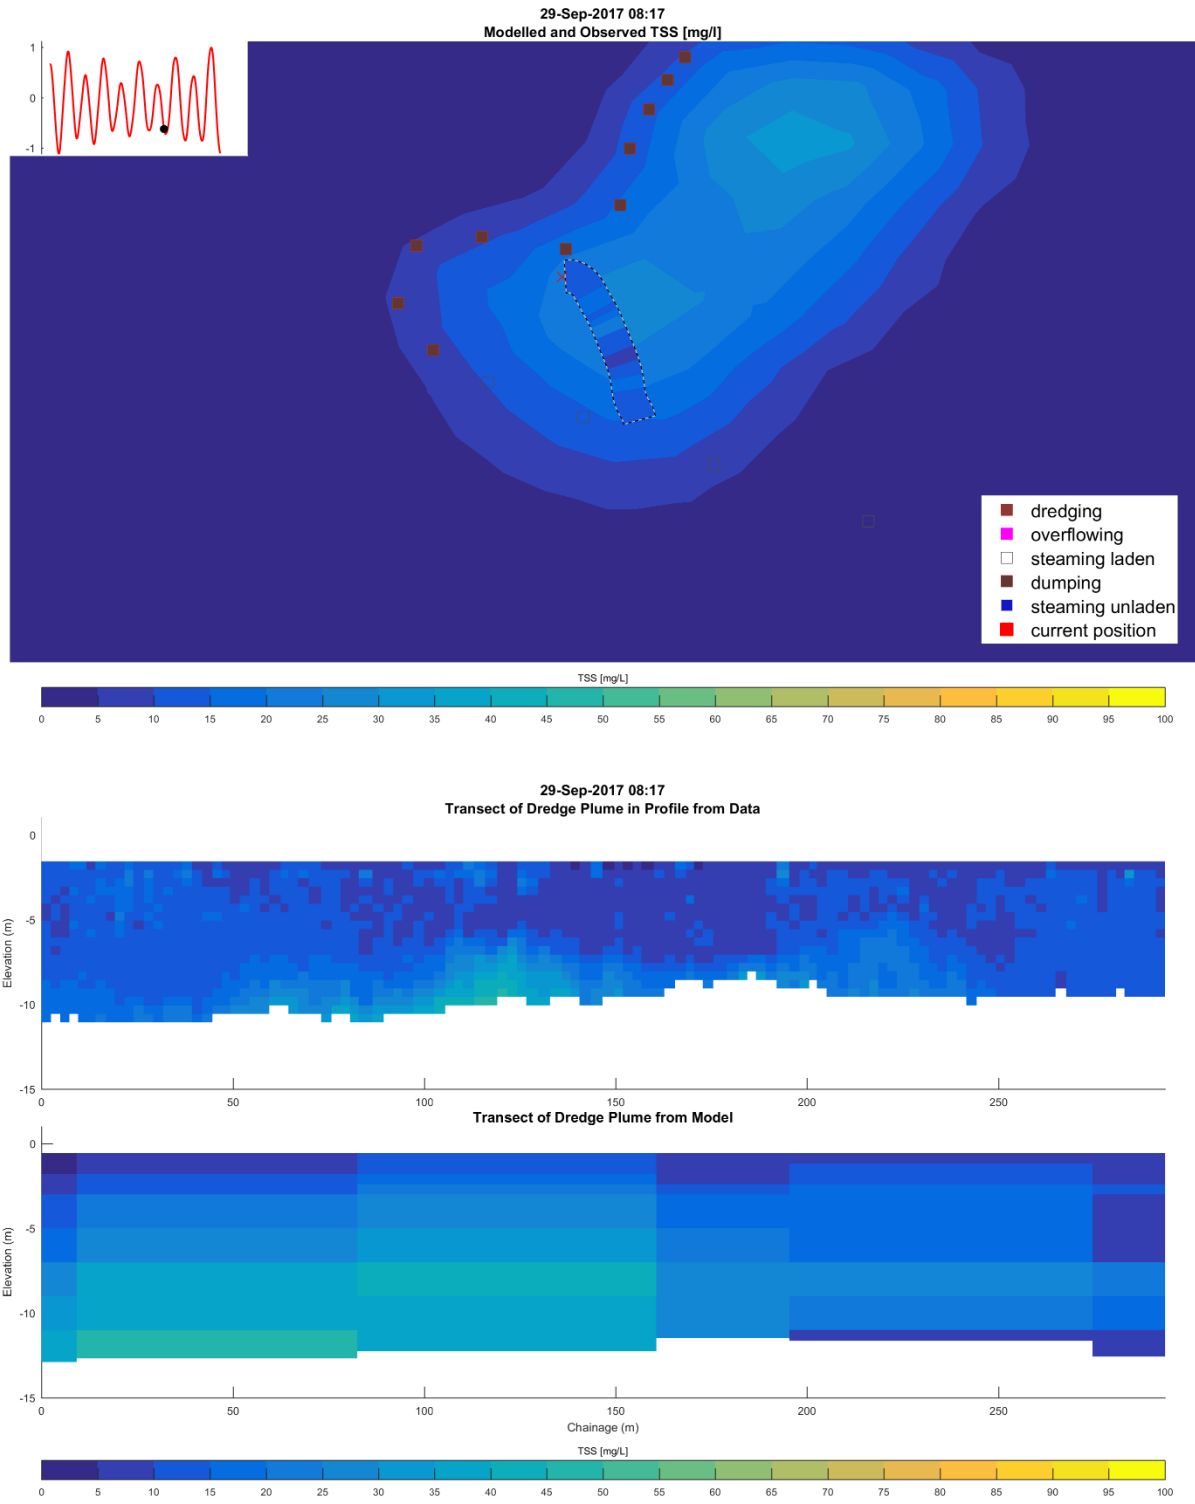 29-Sep-2017 08:17
Modelled and Observed TSS [mg/l]
1
0
-1
dredging
overflowing
steaming laden
dumping
steaming unladen
current position
TSS [mg/L]
0 5 10 15 20 25 30 35 40 45 50 55 60 65 70 75 80 85 90 95 100
29-Sep-2017 08:17
Transect of Dredge Plume in Profile from Data
0
-5
-10
-15
Elevation (m)
0 50 100 150 200 250
Transect of Dredge Plume from Model
0
-5
-10
-15
Elevation (m)
0 50 100 150 200 250
Chainage (m)
TSS [mg/L]
0 5 10 15 20 25 30 35 40 45 50 55 60 65 70 75 80 85 90 95 100